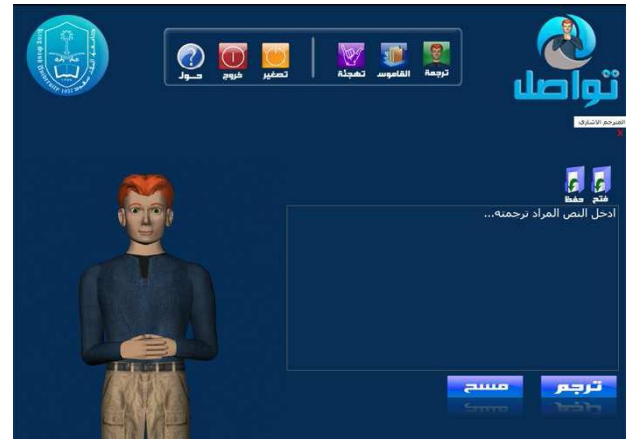 تواصل
ترجمة القاموس تهجئة تصغير خروج حول
المترجم الاشاري
X
فتح حفظ
ادخل النص المراد ترجمته...
ترجم مسح